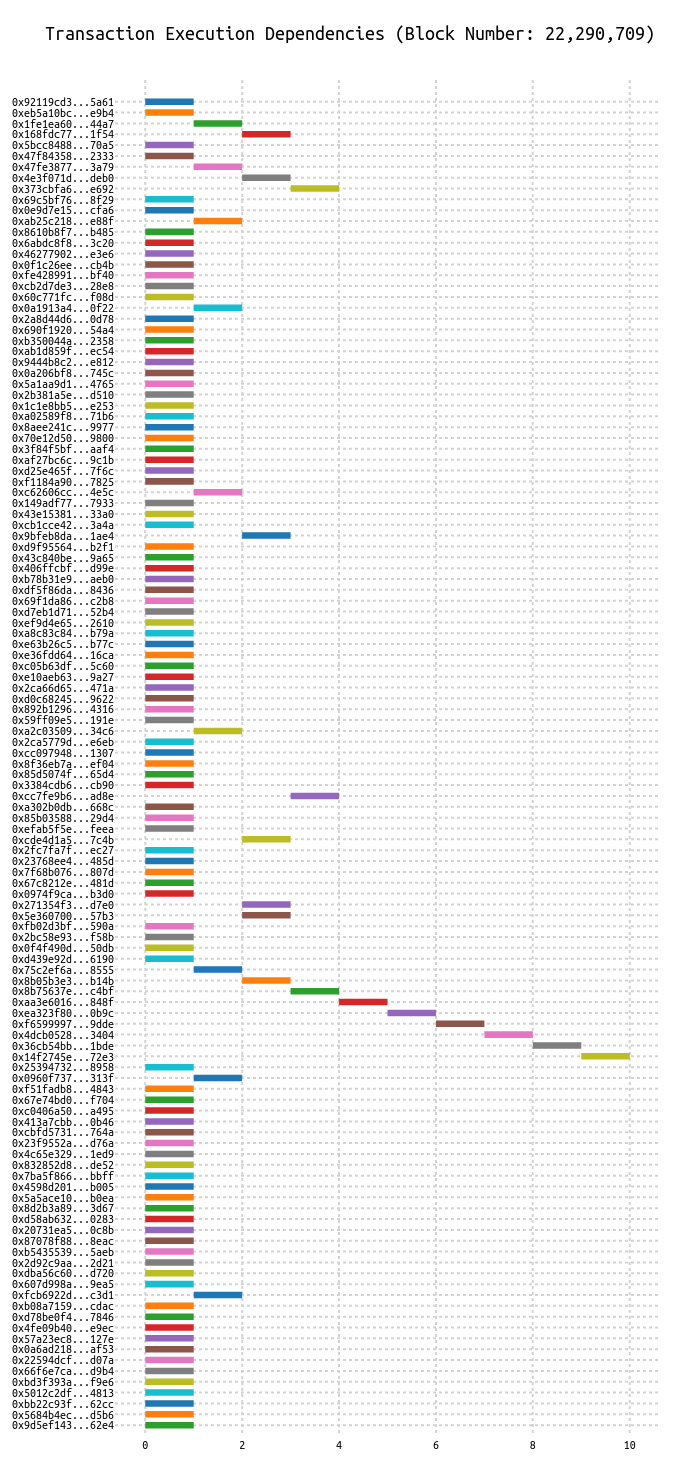 Transaction Execution Dependencies (Block Number: 22,290,709)
0x92119cd3...5a61
0xeb5a10bc...e9b4
0x1fe1ea60...44a7
0x168fdc77...1f54
0x5bcc8488...70a5
0x47f84358...2333
0x47fe3877...3a79
0x4e3f071d...deb0
0x373cbfa6...e692
0x69c5bf76...8f29
0x0e9d7e15...cfa6
0xab25c218...e88f
0x8610b8f7...b485
0x6abdc8f8...3c20
0x46277902...e3e6
0x0f1c26ee...cb4b
0xfe428991...bf40
0xcb2d7de3...28e8
0x60c771fc...f08d
0x0a1913a4...0f22
0x2a8d44d6...0d78
0x690f1920...54a4
0xb350044a...2358
0xab1d859f...ec54
0x9444b8c2...e812
0x0a206bf8...745c
0x5a1aa9d1...4765
0x2b381a5e...d510
0x1c1e8bb5...e253
0xa02589f8...71b6
0x8aee241c...9977
0x70e12d50...9800
0x3f84f5bf...aaf4
0xaf27bc6c...9c1b
0xd25e465f...7f6c
0xf1184a90...7825
0xc62606cc...4e5c
0x149adf77...7933
0x43e15381...33a0
0xcb1cce42...3a4a
0x9bfeb8da...1ae4
0xd9f95564...b2f1
0x43c840be...9a65
0x406ffcbf...d99e
0xb78b31e9...aeb0
0xdf5f86da...8436
0x69f1da86...c2b8
0xd7eb1d71...52b4
0xef9d4e65...2610
0xa8c83c84...b79a
0xe63b26c5...b77c
0xe36fdd64...16ca
0xc05b63df...5c60
0xe10aeb63...9a27
0x2ca66d65...471a
0xd0c68245...9622
0x892b1296...4316
0x59ff09e5...191e
0xa2c03509...34c6
0x2ca5779d...e6eb
0xcc097948...1307
0x8f36eb7a...ef04
0x85d5074f...65d4
0x3384cdb6...cb90
0xcc7fe9b6...ad8e
0xa302b0db...668c
0x85b03588...29d4
0xefab5f5e...feea
0xcde4d1a5...7c4b
0x2fc7fa7f...ec27
0x23768ee4...485d
0x7f68b076...807d
0x67c8212e...481d
0x0974f9ca...b3d0
0x271354f3...d7e0
0x5e360700...57b3
0xfb02d3bf...590a
0x2bc58e93...f58b
0x0f4f490d...50db
0xd439e92d...6190
0x75c2ef6a...8555
0x8b05b3e3...b14b
0x8b75637e...c4bf
0xaa3e6016...848f
0xea323f80...0b9c
0xf6599997...9dde
0x4dcb0528...3404
0x36cb54bb...1bde
0x14f2745e...72e3
0x25394732...8958
0x0960f737...313f
0xf51fadb8...4843
0x67e74bd0...f704
0xc0406a50...a495
0x413a7cbb...0b46
0xcbfd5731...764a
0x23f9552a...d76a
0x4c65e329...1ed9
0x832852d8...de52
0x7ba5f866...bbff
0x4598d201...b005
0x5a5ace10...b0ea
0x8d2b3a89...3d67
0xd58ab632...0283
0x20731ea5...0c8b
0x87078f88...8eac
0xb5435539...5aeb
0x2d92c9aa...2d21
0xdba56c60...d720
0x607d998a...9ea5
0xfcb6922d...c3d1
0xb08a7159...cdac
0xd78be0f4...7846
0x4fe09b40...e9ec
0x57a23ec8...127e
0x0a6ad218...af53
0x22594dcf...d07a
0x66f6e7ca...d9b4
0xbd3f393a...f9e6
0x5012c2df...4813
0xbb22c93f...62cc
0x5684b4ec...d5b6
0x9d5ef143...62e4
0 2 4 6 8 10